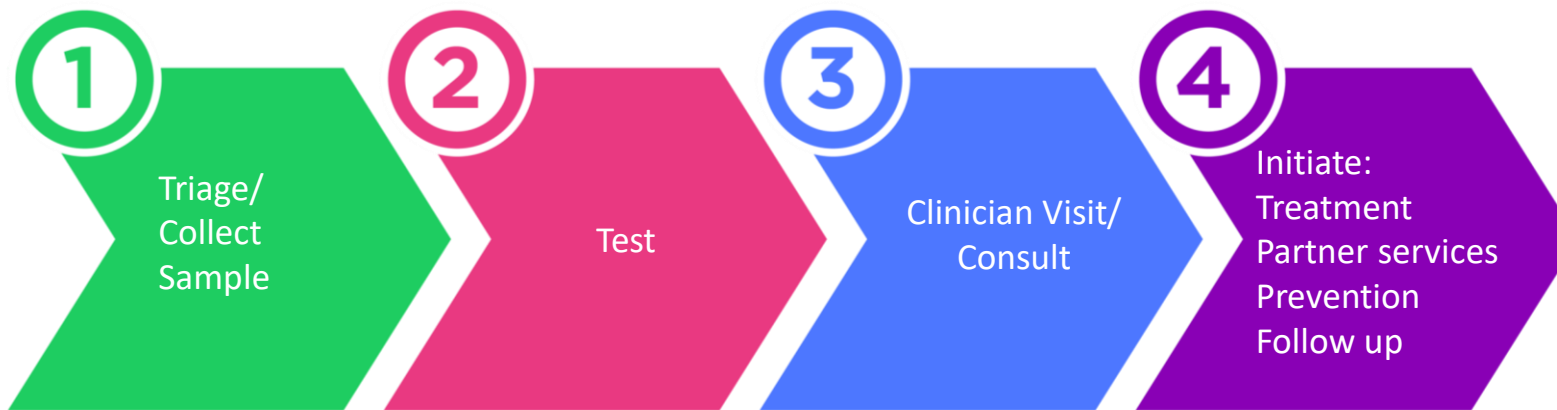 1
Triage/
Collect
Sample
2
Test
3
Clinician Visit/
Consult
4
Initiate:
Treatment
Partner services
Prevention
Follow up